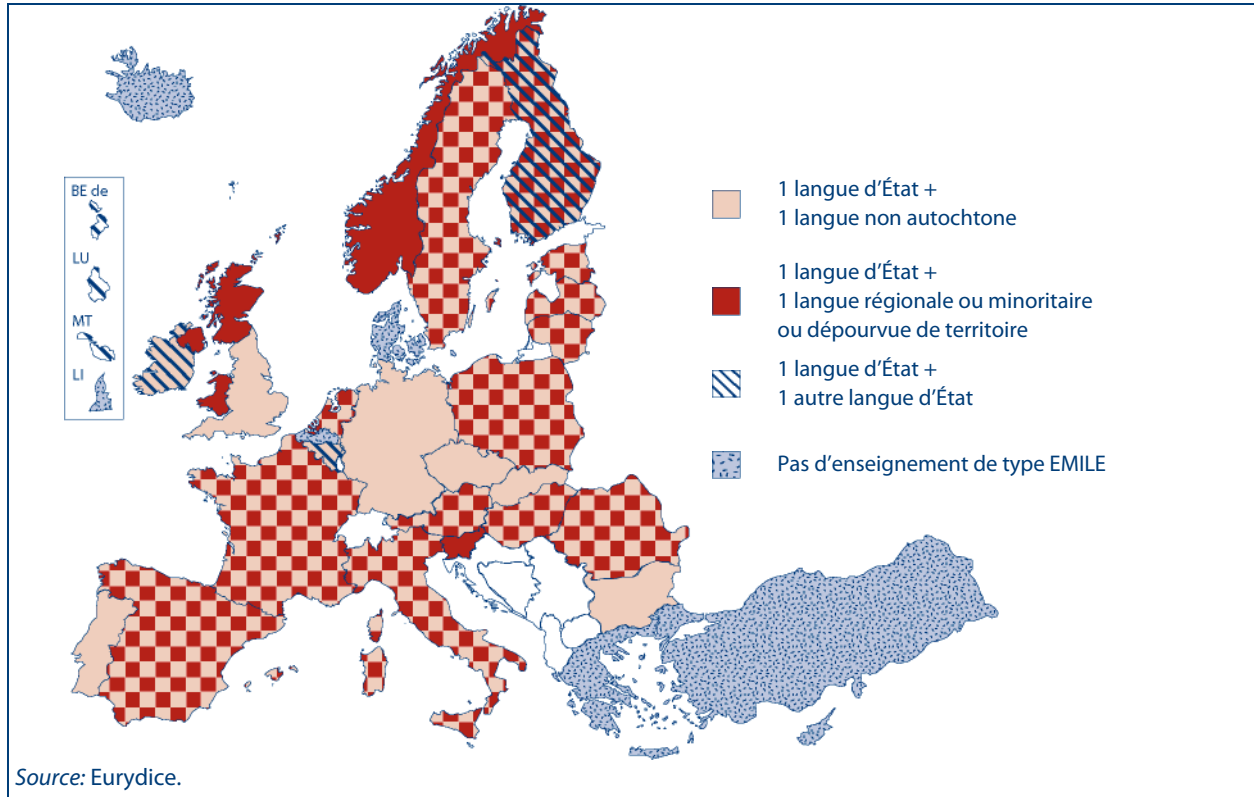 BE de
LU
MT
LI
1 langue d’État +
1 langue non autochtone
1 langue d’État +
1 langue régionale ou minoritaire
ou dépourvue de territoire
1 langue d’État +
1 autre langue d’État
Pas d’enseignement de type EMILE
Source: Eurydice.